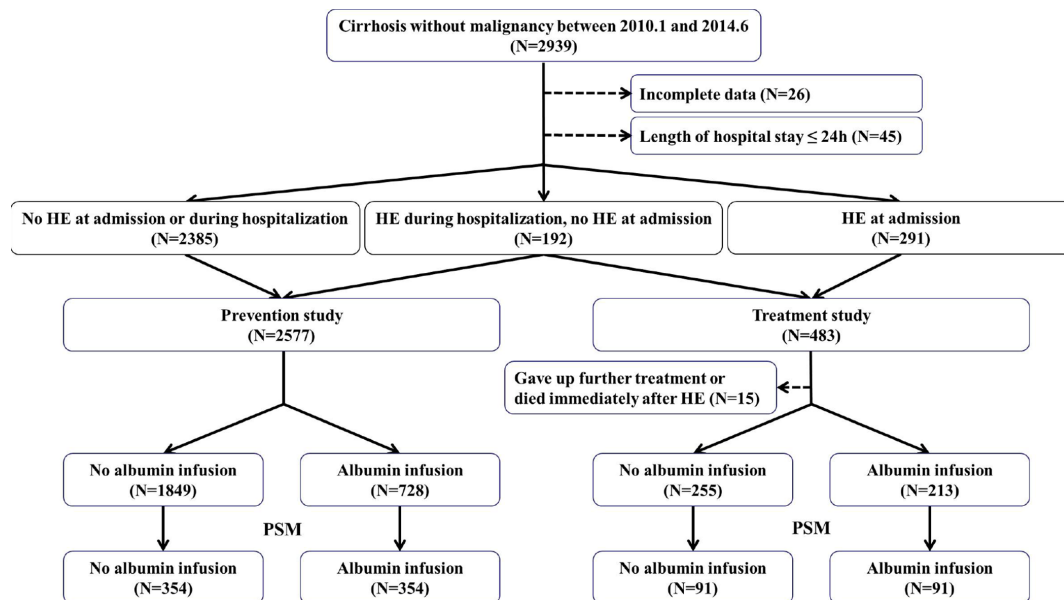 Cirrhosis without malignancy between 2010.1 and 2014.6
(N=2939)
Incomplete data (N=26)
Length of hospital stay ≤ 24h (N=45)
No HE at admission or during hospitalization
(N=2385)
HE during hospitalization, no HE at admission
(N=192)
HE at admission
(N=291)
Prevention study
(N=2577)
Treatment study
(N=483)
Gave up further treatment or
died immediately after HE (N=15)
No albumin infusion
(N=1849)
Albumin infusion
(N=728)
No albumin infusion
(N=255)
Albumin infusion
(N=213)
PSM
PSM
No albumin infusion
(N=354)
Albumin infusion
(N=354)
No albumin infusion
(N=91)
Albumin infusion
(N=91)